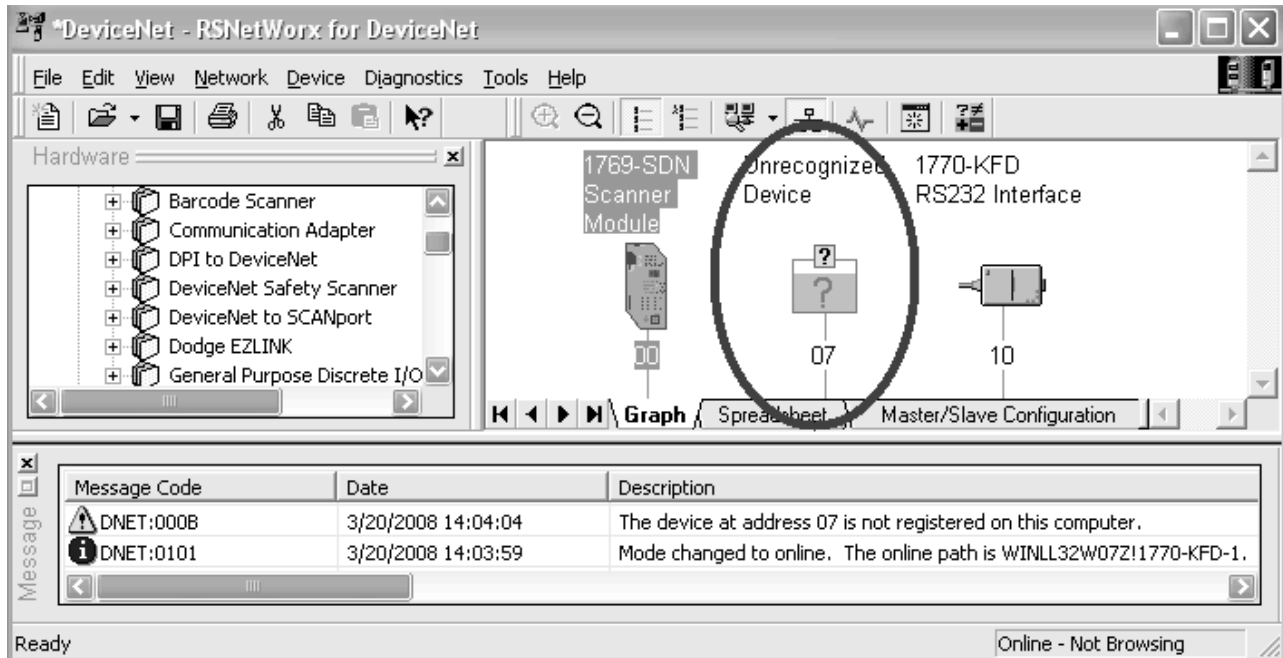 *DeviceNet - RSNetWorx for DeviceNet
File Edit View Network Device Diagnostics Tools Help
Hardware
Barcode Scanner
Communication Adapter
DPI to DeviceNet
DeviceNet Safety Scanner
DeviceNet to SCANport
Dodge EZLINK
General Purpose Discrete I/O
1769-SDN
Scanner
Module
00
Unrecognized
Device
?
?
07
1770-KFD
RS232 Interface
10
Graph Spreadsheet Master/Slave Configuration
Message
Message Code Date Description
DNET:000B 3/20/2008 14:04:04 The device at address 07 is not registered on this computer.
DNET:0101 3/20/2008 14:03:59 Mode changed to online. The online path is WINLL32W07Z!1770-KFD-1.
Ready Online - Not Browsing